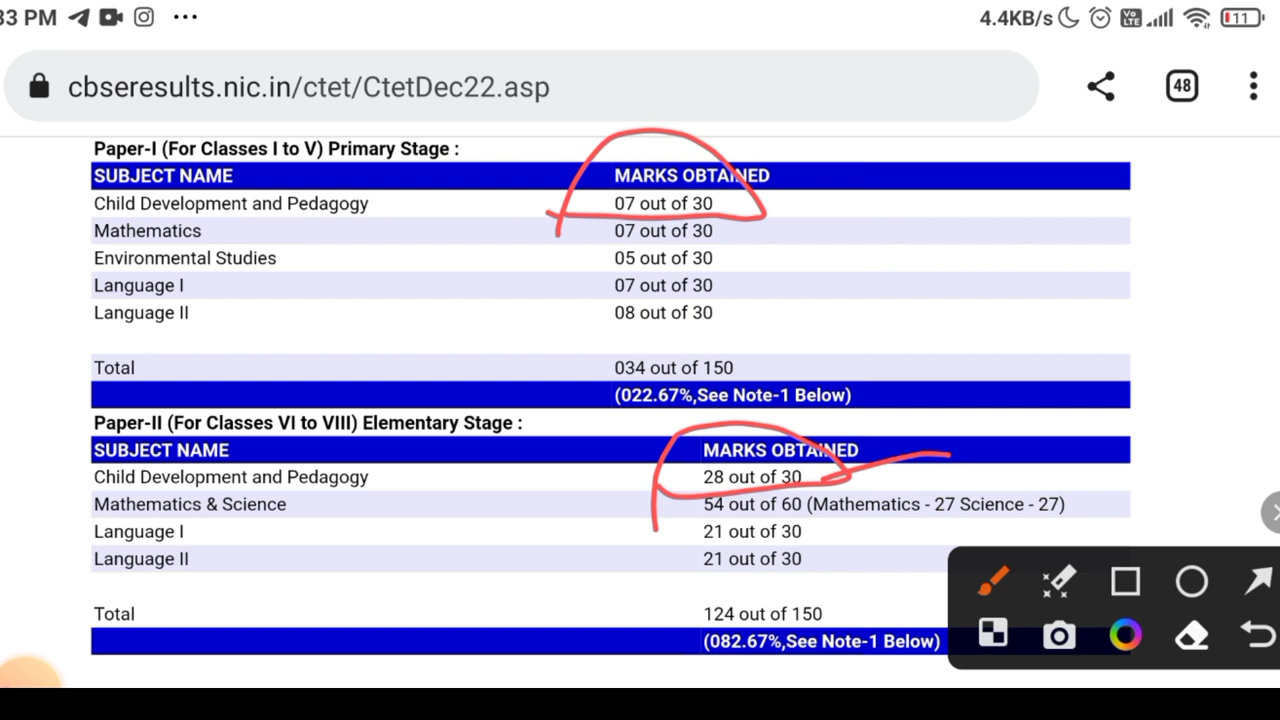 33 PM
4.4KB/s Vo LTE 11
cbseresults.nic.in/ctet/CtetDec22.asp 48
Paper-I (For Classes I to V) Primary Stage :
SUBJECT NAME MARKS OBTAINED
Child Development and Pedagogy 07 out of 30
Mathematics 07 out of 30
Environmental Studies 05 out of 30
Language I 07 out of 30
Language II 08 out of 30
Total 034 out of 150
(022.67%,See Note-1 Below)
Paper-II (For Classes VI to VIII) Elementary Stage :
SUBJECT NAME MARKS OBTAINED
Child Development and Pedagogy 28 out of 30
Mathematics & Science 54 out of 60 (Mathematics - 27 Science - 27)
Language I 21 out of 30
Language II 21 out of 30
Total 124 out of 150
(082.67%,See Note-1 Below)